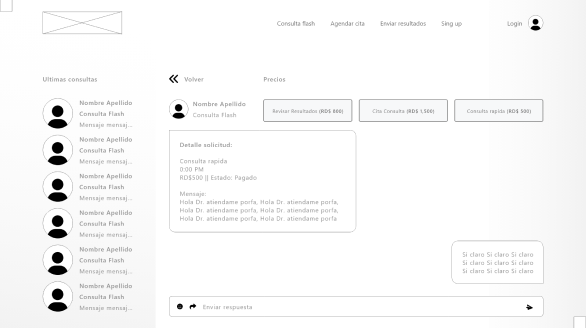 Consulta flash
Agendar cita
Enviar resultados
Sing up
Login
Ultimas consultas
Nombre Apellido
Consulta Flash
Mensaje mensaj...
Nombre Apellido
Consulta Flash
Mensaje mensaj...
Nombre Apellido
Consulta Flash
Mensaje mensaj...
Nombre Apellido
Consulta Flash
Mensaje mensaj...
Nombre Apellido
Consulta Flash
Mensaje mensaj...
Nombre Apellido
Consulta Flash
Mensaje mensaj...
Volver
Precios
Nombre Apellido
Consulta Flash
Revisar Resultados (RD$ 800)
Cita Consulta (RD$ 1,500)
Consulta rapida (RD$ 500)
Detalle solicitud:
Consulta rapida
0:00 PM
RD$500 || Estado: Pagado
Mensaje:
Hola Dr. atiendame porfa, Hola Dr. atiendame porfa,
Hola Dr. atiendame porfa, Hola Dr. atiendame porfa,
Hola Dr. atiendame porfa, Hola Dr. atiendame porfa
Si claro Si claro Si claro
Si claro Si claro Si claro
Si claro Si claro Si claro
Enviar respuesta